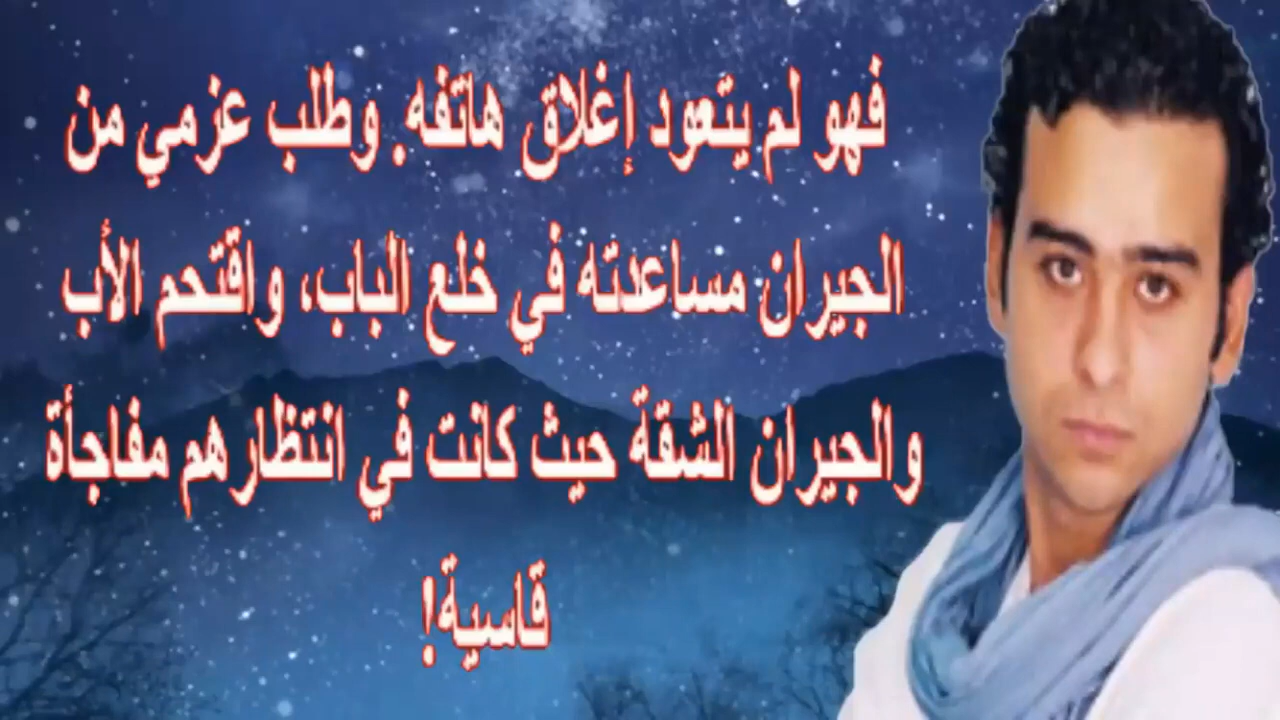 فهو لم يتعود إغلاق هاتفه. وطلب عزمي من
الجيران مساعدته في خلع الباب، واقتحم الأب
والجيران الشقة حيث كانت في انتظارهم مفاجأة
قاسية!